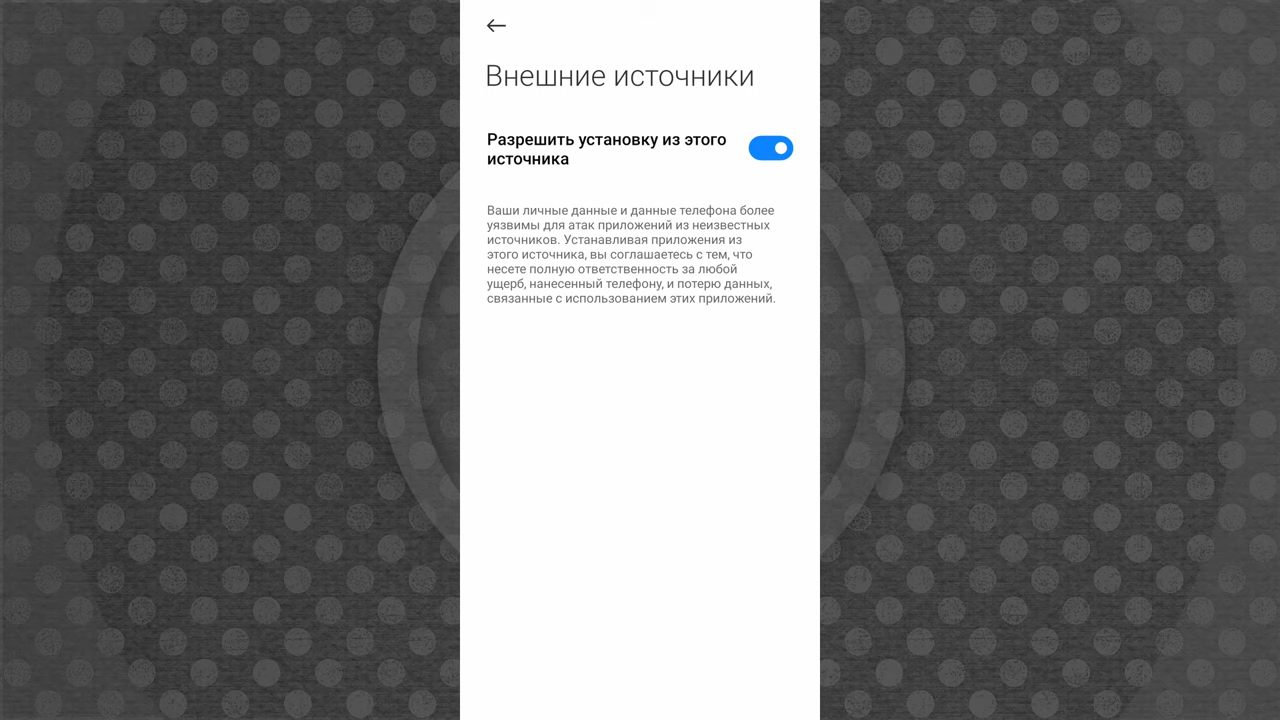 Внешние источники
Разрешить установку из этого
источника
Ваши личные данные и данные телефона более
уязвимы для атак приложений из неизвестных
источников. Устанавливая приложения из
этого источника, вы соглашаетесь с тем, что
несете полную ответственность за любой
ущерб, нанесенный телефону, и потерю данных,
связанные с использованием этих приложений.